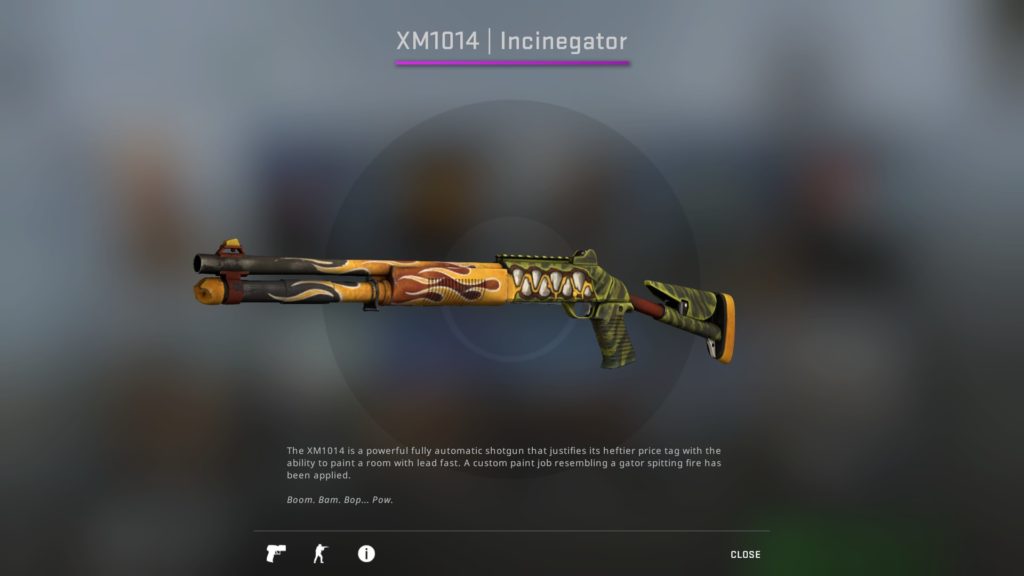 XM1014 | Incinegator
The XM1014 is a powerful fully automatic shotgun that justifies its heftier price tag with the
ability to paint a room with lead fast. A custom paint job resembling a gator spitting fire has
been applied.
Boom. Bam. Bop... Pow.
CLOSE